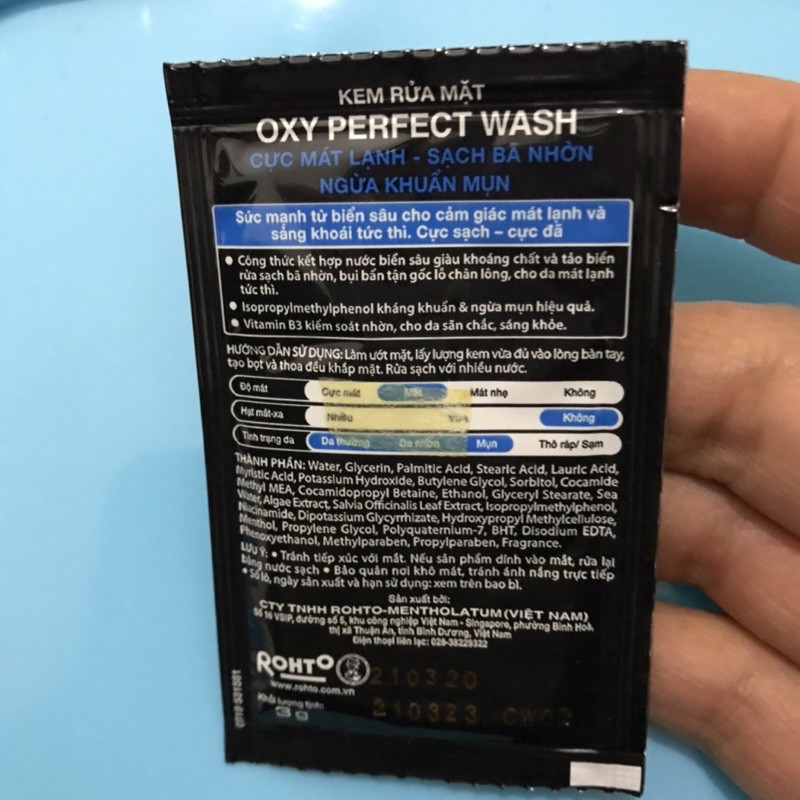 KEM RỬA MẶT
OXY PERFECT WASH
CỰC MÁT LẠNH - SẠCH BÃ NHỜN
NGỪA KHUẨN MỤN
Sức mạnh từ biển sâu cho cảm giác mát lạnh và
sảng khoái tức thì. Cực sạch – cực đã
• Công thức kết hợp nước biển sâu giàu khoáng chất và tảo biển
rửa sạch bã nhờn, bụi bẩn tận gốc lỗ chân lông, cho da mát lạnh
tức thì.
• Isopropylmethylphenol kháng khuẩn & ngừa mụn hiệu quả.
• Vitamin B3 kiểm soát nhờn, cho da săn chắc, sáng khỏe.
HƯỚNG DẪN SỬ DỤNG: Làm ướt mặt, lấy lượng kem vừa đủ vào lòng bàn tay,
tạo bọt và thoa đều khắp mặt. Rửa sạch với nhiều nước.
Độ mát Cực mát Mát Mát nhẹ Không
Hạt mát-xa Nhiều Vừa Không
Tình trạng da Da thường Da nhờn Mụn Thô ráp/ Sạm
THÀNH PHẦN: Water, Glycerin, Palmitic Acid, Stearic Acid, Lauric Acid,
Myristic Acid, Potassium Hydroxide, Butylene Glycol, Sorbitol, Cocamide
Methyl MEA, Cocamidopropyl Betaine, Ethanol, Glyceryl Stearate, Sea
Water, Algae Extract, Salvia Officinalis Leaf Extract, Isopropylmethylphenol,
Niacinamide, Dipotassium Glycyrrhizate, Hydroxypropyl Methylcellulose,
Menthol, Propylene Glycol, Polyquaternium-7, BHT, Disodium EDTA,
Phenoxyethanol, Methylparaben, Propylparaben, Fragrance.
LƯU Ý: • Tránh tiếp xúc với mắt. Nếu sản phẩm dính vào mắt, rửa lại
bằng nước sạch • Bảo quản nơi khô mát, tránh ánh nắng trực tiếp
• Số lô, ngày sản xuất và hạn sử dụng: xem trên bao bì.
Sản xuất bởi:
CTY TNHH ROHTO-MENTHOLATUM (VIỆT NAM)
Số 16 VSIP, đường số 5, khu công nghiệp Việt Nam - Singapore, phường Bình Hoà,
thị xã Thuận An, tỉnh Bình Dương, Việt Nam
Điện thoại liên lạc: 028-38229322
ROHTO
www.rohto.com.vn
Khối lượng tịnh:
3 g
210320
210323 CW02